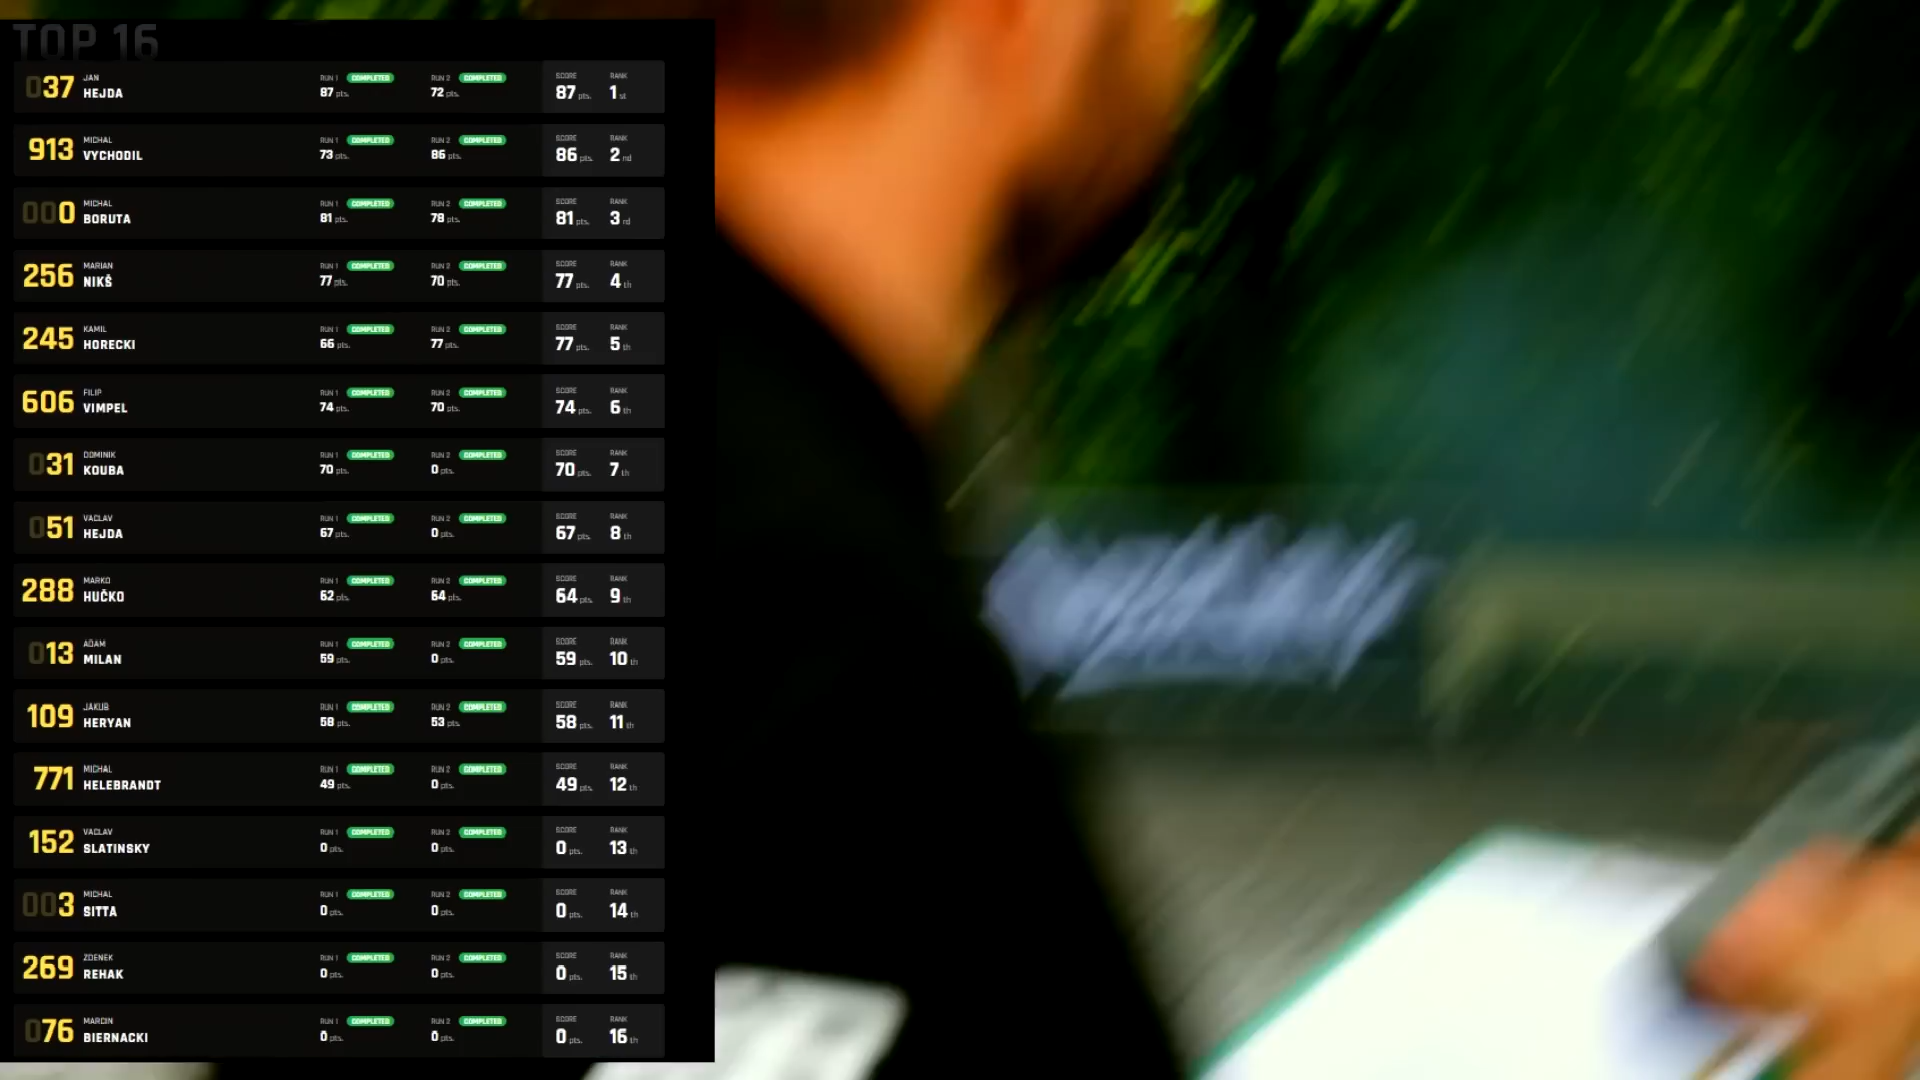 TOP 16
037 JAN HEJDA RUN 1 COMPLETED 87 pts. RUN 2 COMPLETED 72 pts. SCORE 87 pts. RANK 1 st
913 MICHAL VYCHODIL RUN 1 COMPLETED 73 pts. RUN 2 COMPLETED 86 pts. SCORE 86 pts. RANK 2 nd
000 MICHAL BORUTA RUN 1 COMPLETED 81 pts. RUN 2 COMPLETED 78 pts. SCORE 81 pts. RANK 3 rd
256 MARIAN NIKŠ RUN 1 COMPLETED 77 pts. RUN 2 COMPLETED 70 pts. SCORE 77 pts. RANK 4 th
245 KAMIL HORECKI RUN 1 COMPLETED 66 pts. RUN 2 COMPLETED 77 pts. SCORE 77 pts. RANK 5 th
606 FILIP VIMPEL RUN 1 COMPLETED 74 pts. RUN 2 COMPLETED 70 pts. SCORE 74 pts. RANK 6 th
031 DOMINIK KOUBA RUN 1 COMPLETED 70 pts. RUN 2 COMPLETED 0 pts. SCORE 70 pts. RANK 7 th
051 VACLAV HEJDA RUN 1 COMPLETED 67 pts. RUN 2 COMPLETED 0 pts. SCORE 67 pts. RANK 8 th
288 MARKO HUČKO RUN 1 COMPLETED 62 pts. RUN 2 COMPLETED 64 pts. SCORE 64 pts. RANK 9 th
013 ADAM MILAN RUN 1 COMPLETED 59 pts. RUN 2 COMPLETED 0 pts. SCORE 59 pts. RANK 10 th
109 JAKUB HERYAN RUN 1 COMPLETED 58 pts. RUN 2 COMPLETED 53 pts. SCORE 58 pts. RANK 11 th
771 MICHAL HELEBRANDT RUN 1 COMPLETED 49 pts. RUN 2 COMPLETED 0 pts. SCORE 49 pts. RANK 12 th
152 VACLAV SLATINSKY RUN 1 COMPLETED 0 pts. RUN 2 COMPLETED 0 pts. SCORE 0 pts. RANK 13 th
003 MICHAL SITTA RUN 1 COMPLETED 0 pts. RUN 2 COMPLETED 0 pts. SCORE 0 pts. RANK 14 th
269 ZDENEK REHAK RUN 1 COMPLETED 0 pts. RUN 2 COMPLETED 0 pts. SCORE 0 pts. RANK 15 th
076 MARCIN BIERNACKI RUN 1 COMPLETED 0 pts. RUN 2 COMPLETED 0 pts. SCORE 0 pts. RANK 16 th